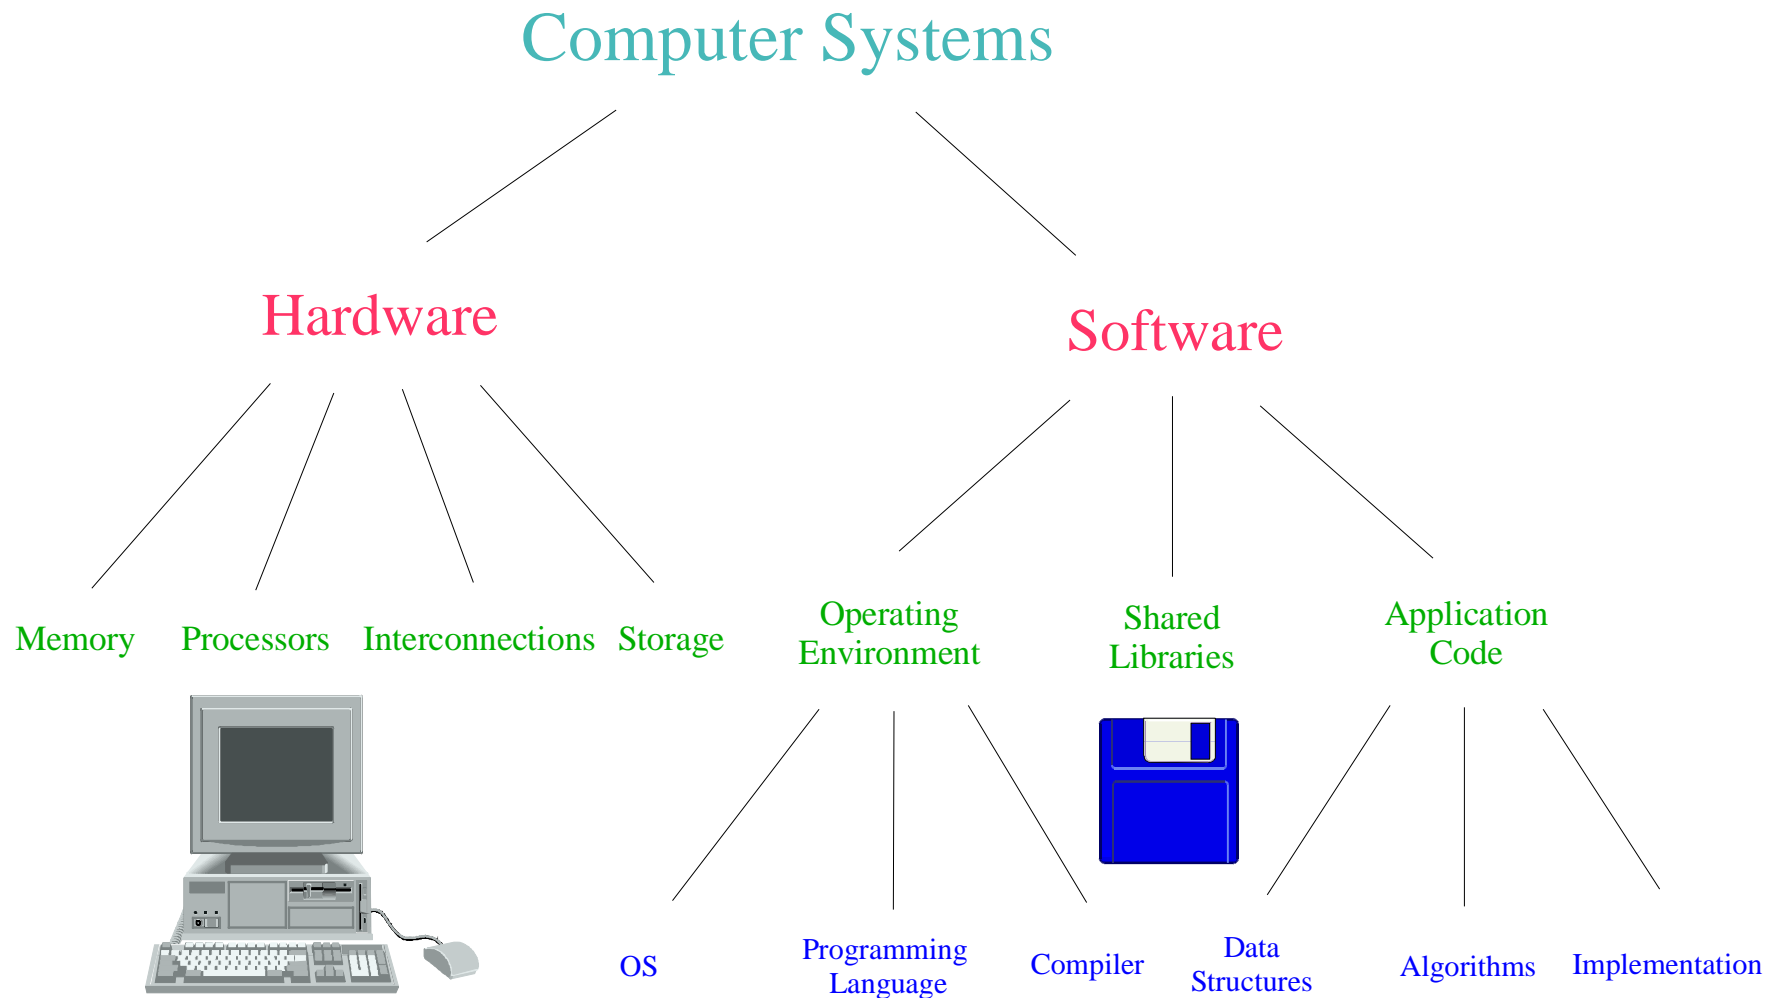 Computer Systems
Hardware
Software
Memory
Processors
Interconnections
Storage
Operating
Environment
Shared
Libraries
Application
Code
OS
Programming
Language
Compiler
Data
Structures
Algorithms
Implementation